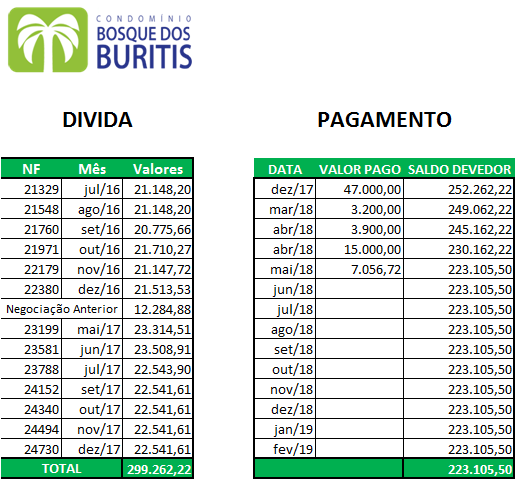 CONDOMÍNIO
BOSQUE DOS
BURITIS
DIVIDA
NF Mês Valores
21329 jul/16 21.148,20
21548 ago/16 21.148,20
21760 set/16 20.775,66
21971 out/16 21.710,27
22179 nov/16 21.147,72
22380 dez/16 21.513,53
Negociação Anterior 12.284,88
23199 mai/17 23.314,51
23581 jun/17 23.508,91
23788 jul/17 22.543,90
24152 set/17 22.541,61
24340 out/17 22.541,61
24494 nov/17 22.541,61
24730 dez/17 22.541,61
TOTAL 299.262,22
PAGAMENTO
DATA VALOR PAGO SALDO DEVEDOR
dez/17 47.000,00 252.262,22
mar/18 3.200,00 249.062,22
abr/18 3.900,00 245.162,22
abr/18 15.000,00 230.162,22
mai/18 7.056,72 223.105,50
jun/18 223.105,50
jul/18 223.105,50
ago/18 223.105,50
set/18 223.105,50
out/18 223.105,50
nov/18 223.105,50
dez/18 223.105,50
jan/19 223.105,50
fev/19 223.105,50
223.105,50